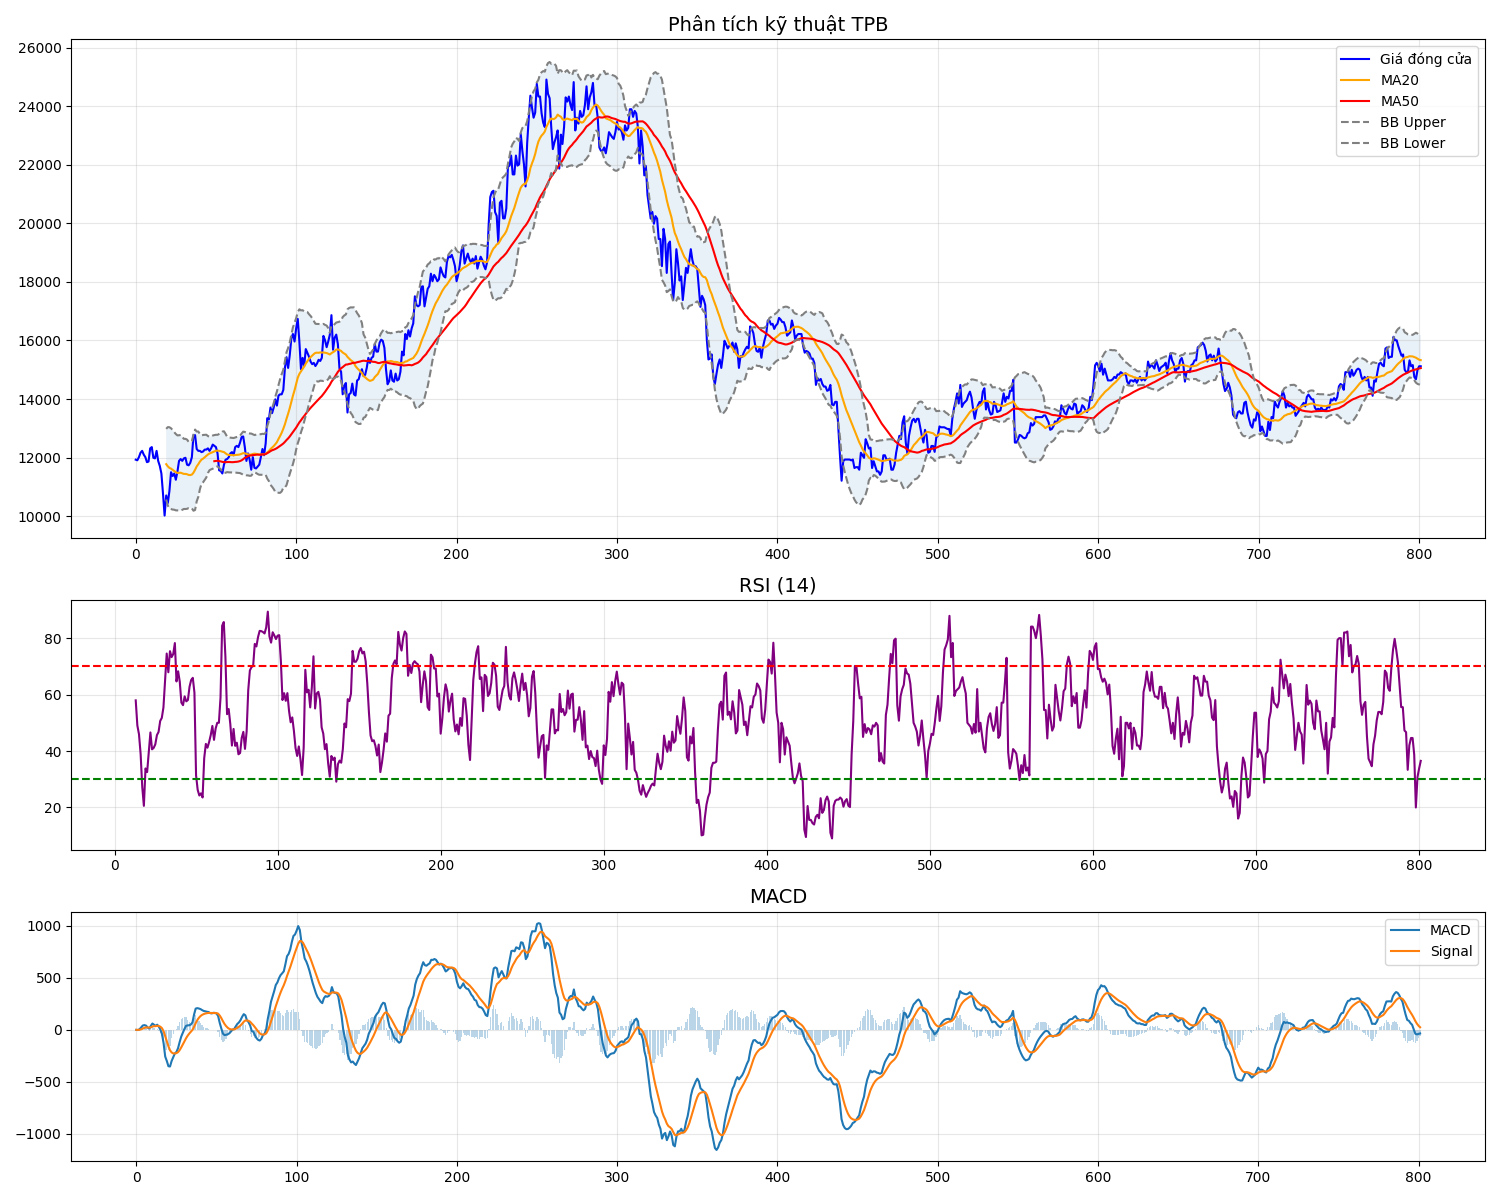 Phân tích kỹ thuật TPB
26000
24000
22000
20000
18000
16000
14000
12000
10000
Giá đóng cửa
MA20
MA50
BB Upper
BB Lower
0 100 200 300 400 500 600 700 800
RSI (14)
80
60
40
20
0 100 200 300 400 500 600 700 800
MACD
1000
500
0
−500
−1000
MACD
Signal
0 100 200 300 400 500 600 700 800